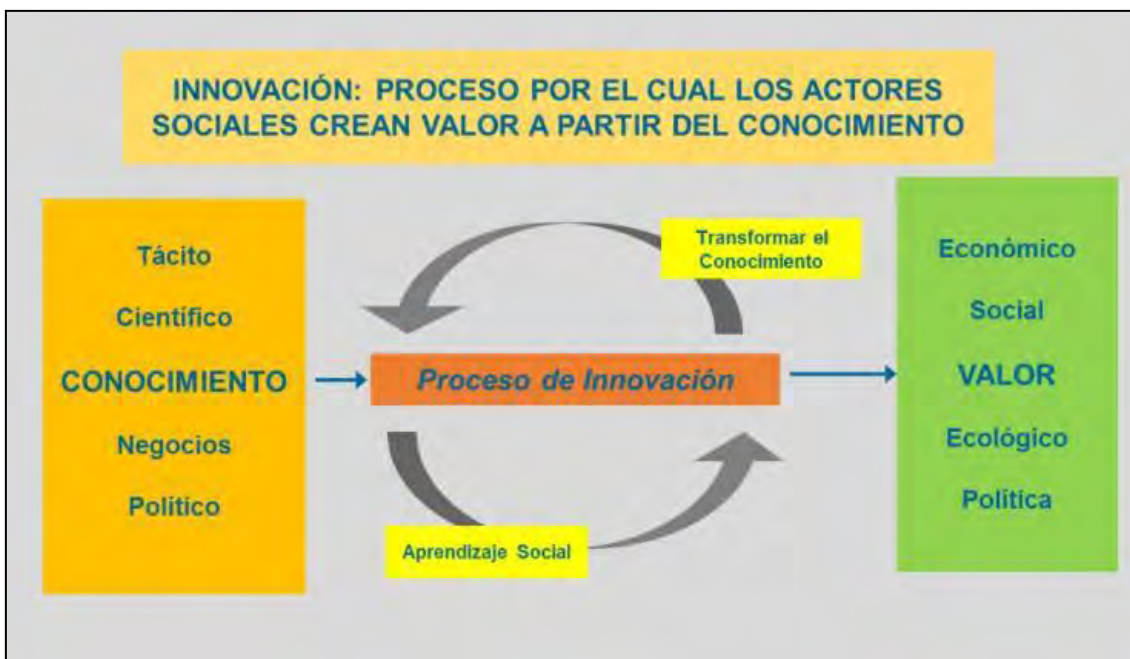 INNOVACIÓN: PROCESO POR EL CUAL LOS ACTORES
SOCIALES CREAN VALOR A PARTIR DEL CONOCIMIENTO
Tácito
Científico
CONOCIMIENTO
Negocios
Político
Transformar el
Conocimiento
Proceso de Innovación
Aprendizaje Social
Económico
Social
VALOR
Ecológico
Política